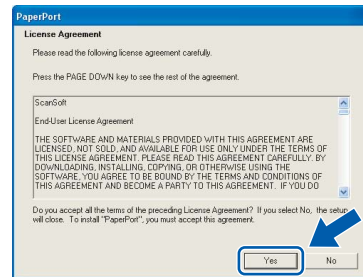 PaperPort
License Agreement
Please read the following license agreement carefully.
Press the PAGE DOWN key to see the rest of the agreement.
ScanSoft
End-User License Agreement
THE SOFTWARE AND MATERIALS PROVIDED WITH THIS AGREEMENT ARE
LICENSED, NOT SOLD, AND AVAILABLE FOR USE ONLY UNDER THE TERMS OF
THIS LICENSE AGREEMENT. PLEASE READ THIS AGREEMENT CAREFULLY. BY
DOWNLOADING, INSTALLING, COPYING, OR OTHERWISE USING THE
SOFTWARE, YOU AGREE TO BE BOUND BY THE TERMS AND CONDITIONS OF
THIS AGREEMENT AND BECOME A PARTY TO THIS AGREEMENT. IF YOU DO
Do you accept all the terms of the preceding License Agreement? If you select No, the setup
will close. To install "PaperPort", you must accept this agreement.
Yes No